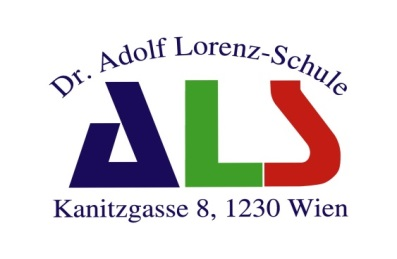 Dr. Adolf Lorenz-Schule
ALS
Kanitzgasse 8, 1230 Wien